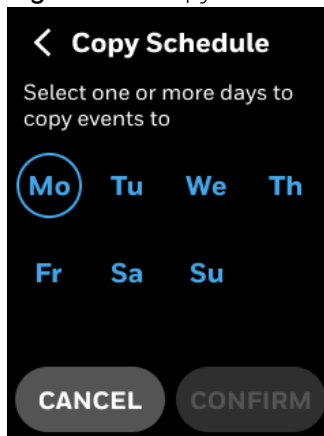 Copy Schedule
Select one or more days to
copy events to
Mo Tu We Th
Fr Sa Su
CANCEL CONFIRM